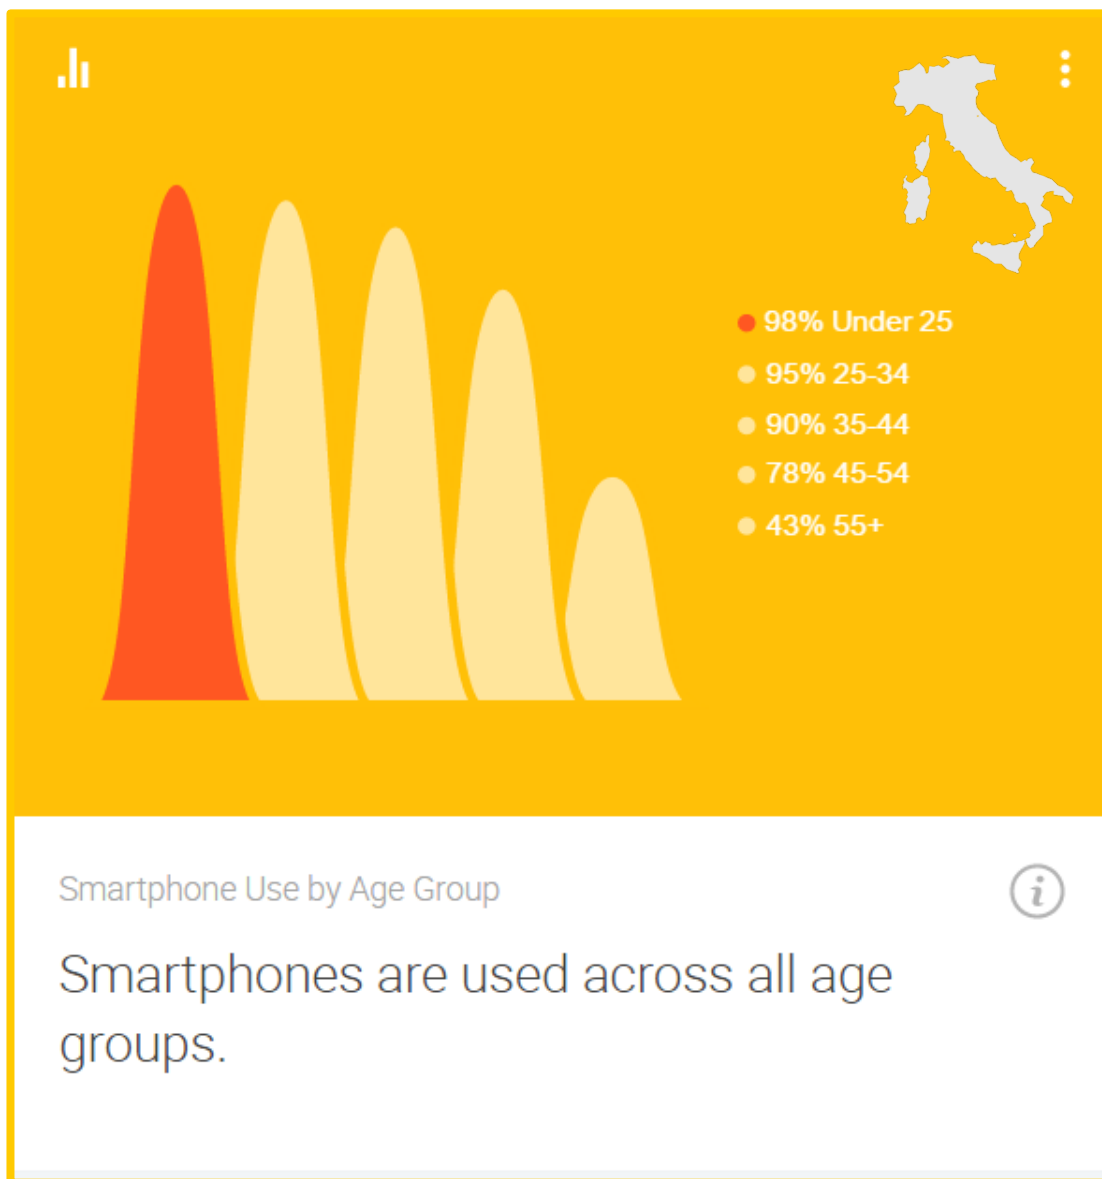 98% Under 25
95% 25-34
90% 35-44
78% 45-54
43% 55+
Smartphone Use by Age Group
Smartphones are used across all age
groups.